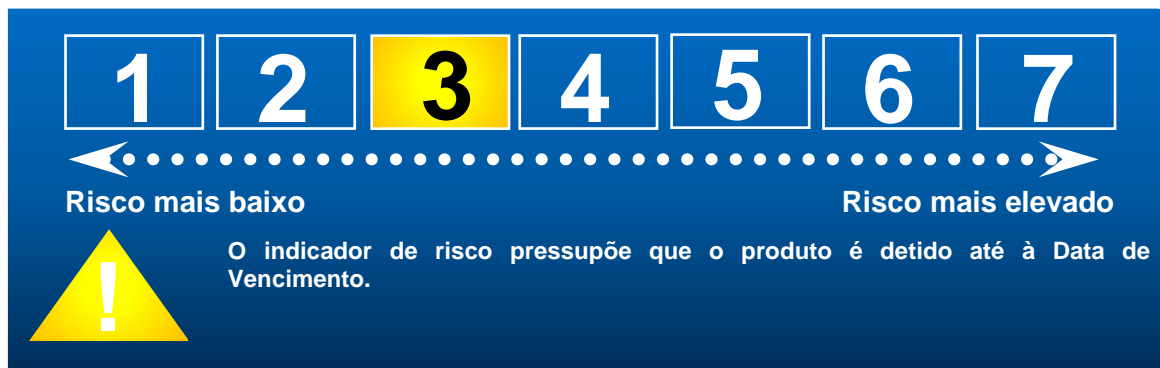 1 2 3 4 5 6 7
Risco mais baixo Risco mais elevado
! O indicador de risco pressupõe que o produto é detido até à Data de
Vencimento.